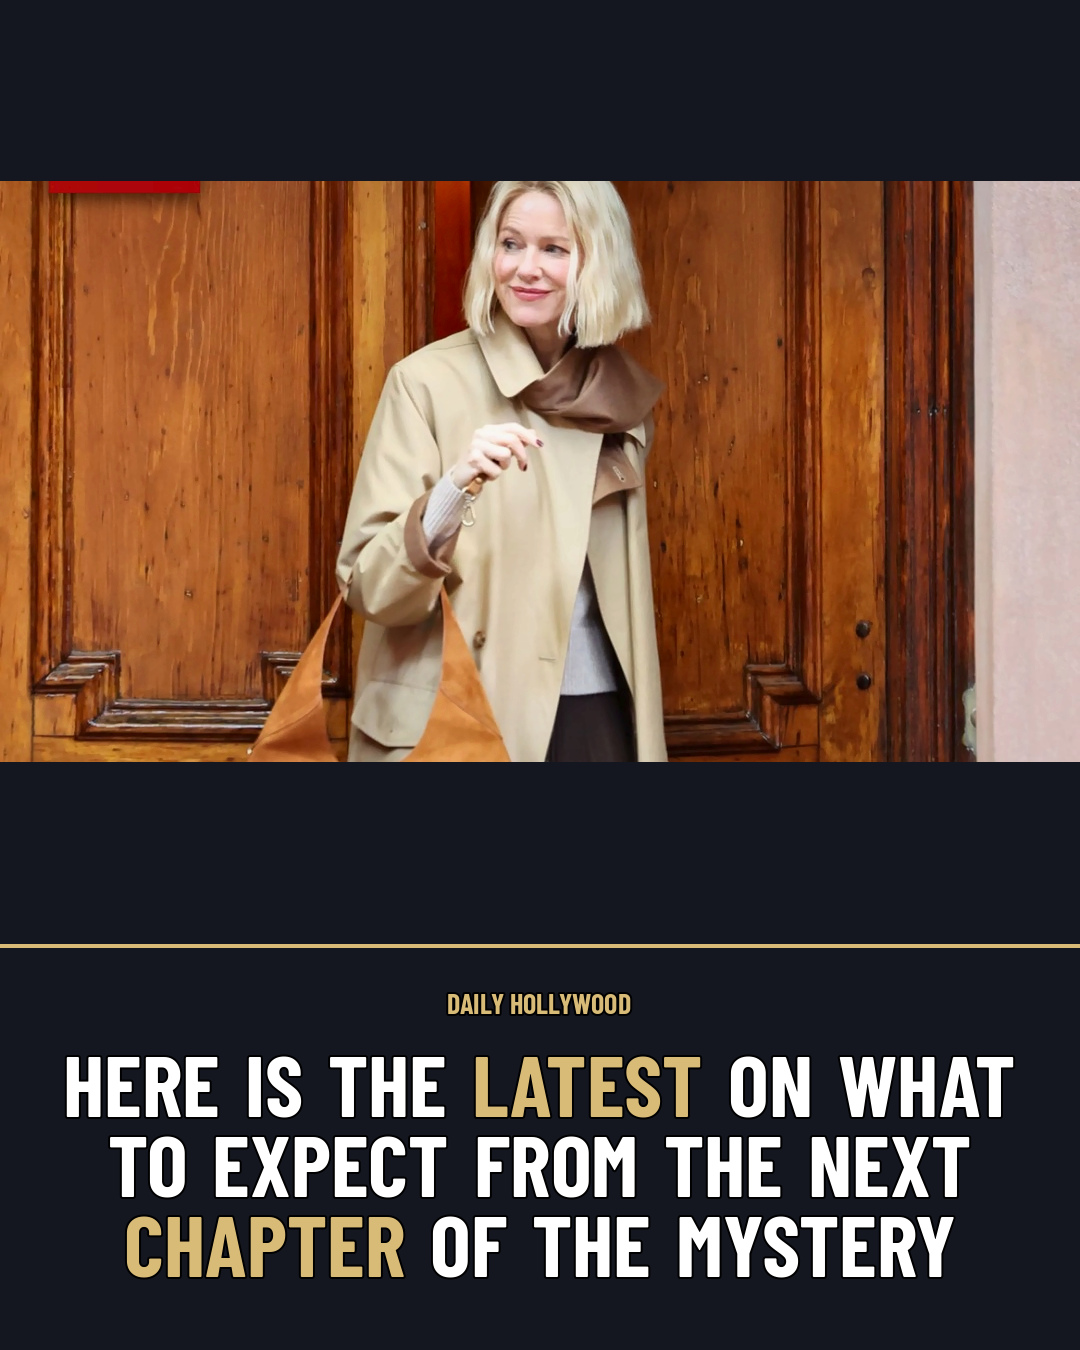 DAILY HOLLYWOOD
HERE IS THE LATEST ON WHAT
TO EXPECT FROM THE NEXT
CHAPTER OF THE MYSTERY